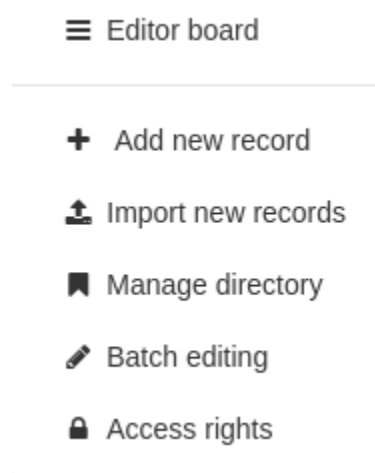 Editor board
Add new record
Import new records
Manage directory
Batch editing
Access rights